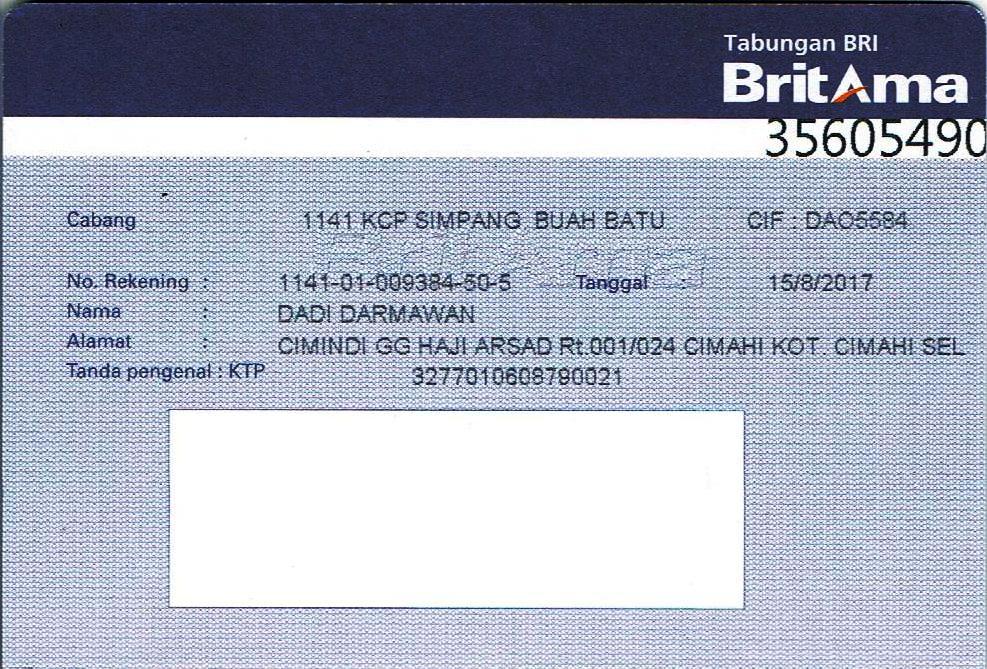 Tabungan BRI
BritAma
35605490
Cabang 1141 KCP SIMPANG BUAH BATU CIF : DAO5584
No. Rekening : 1141-01-009384-50-5 Tanggal : 15/8/2017
Nama : DADI DARMAWAN
Alamat : CIMINDI GG HAJI ARSAD Rt.001/024 CIMAHI KOT. CIMAHI SEL
Tanda pengenal : KTP 3277010608790021